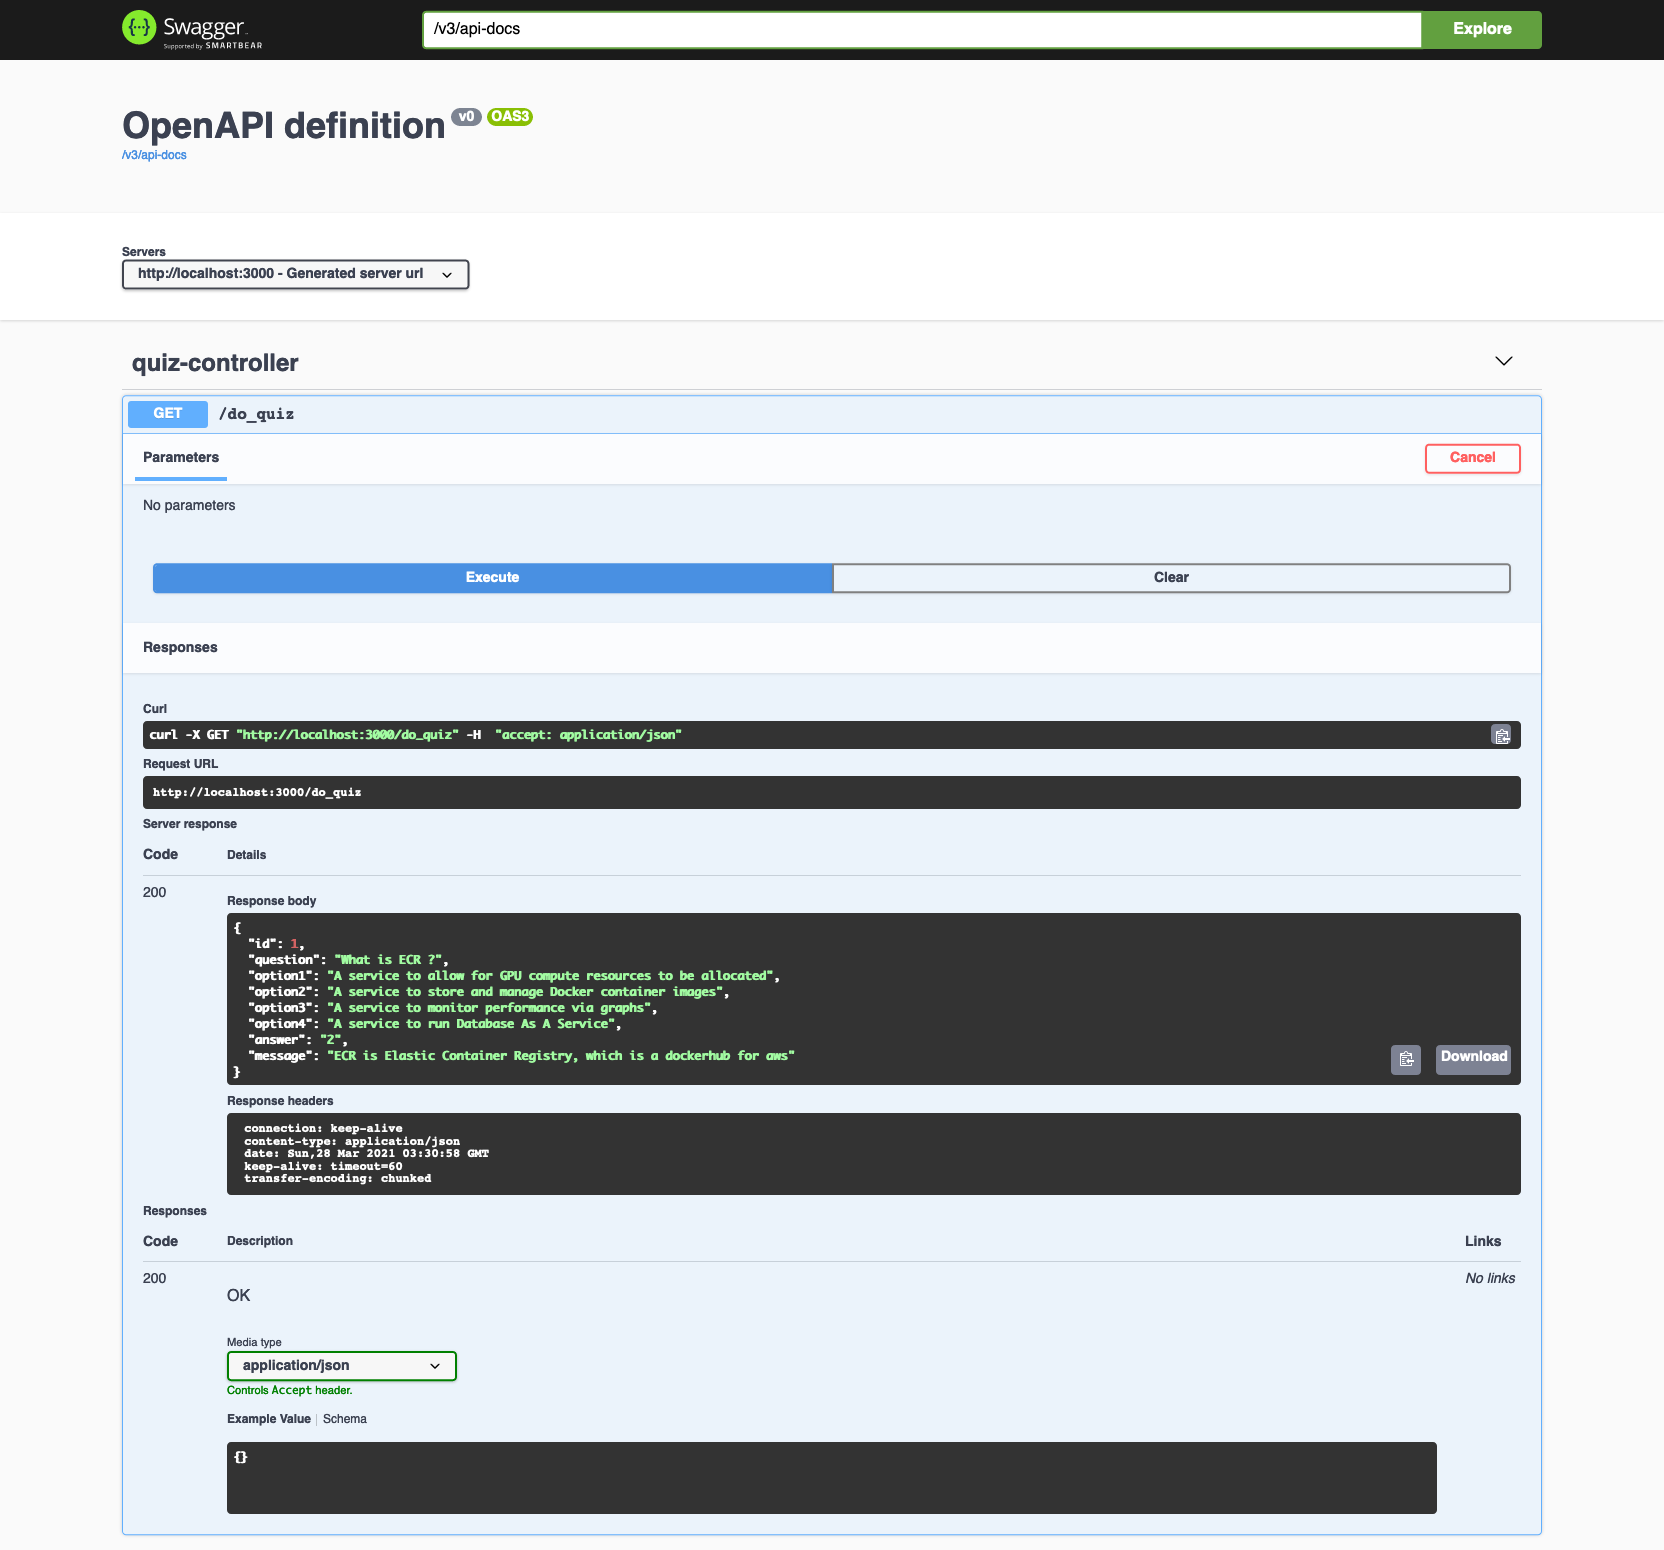 Swagger
Supported by SMARTBEAR
/v3/api-docs
Explore
OpenAPI definition v0 OAS3
/v3/api-docs
Servers
http://localhost:3000 - Generated server url
quiz-controller
GET /do_quiz
Parameters
Cancel
No parameters
Execute
Clear
Responses
Curl
curl -X GET "http://localhost:3000/do_quiz" -H  "accept: application/json"
Request URL
http://localhost:3000/do_quiz
Server response
Code Details
200
Response body
{
  "id": 1,
  "question": "What is ECR ?",
  "option1": "A service to allow for GPU compute resources to be allocated",
  "option2": "A service to store and manage Docker container images",
  "option3": "A service to monitor performance via graphs",
  "option4": "A service to run Database As A Service",
  "answer": "2",
  "message": "ECR is Elastic Container Registry, which is a dockerhub for aws"
}
Download
Response headers
connection: keep-alive
content-type: application/json
date: Sun,28 Mar 2021 03:30:58 GMT
keep-alive: timeout=60
transfer-encoding: chunked
Responses
Code Description Links
200
OK
No links
Media type
application/json
Controls Accept header.
Example Value Schema
{}